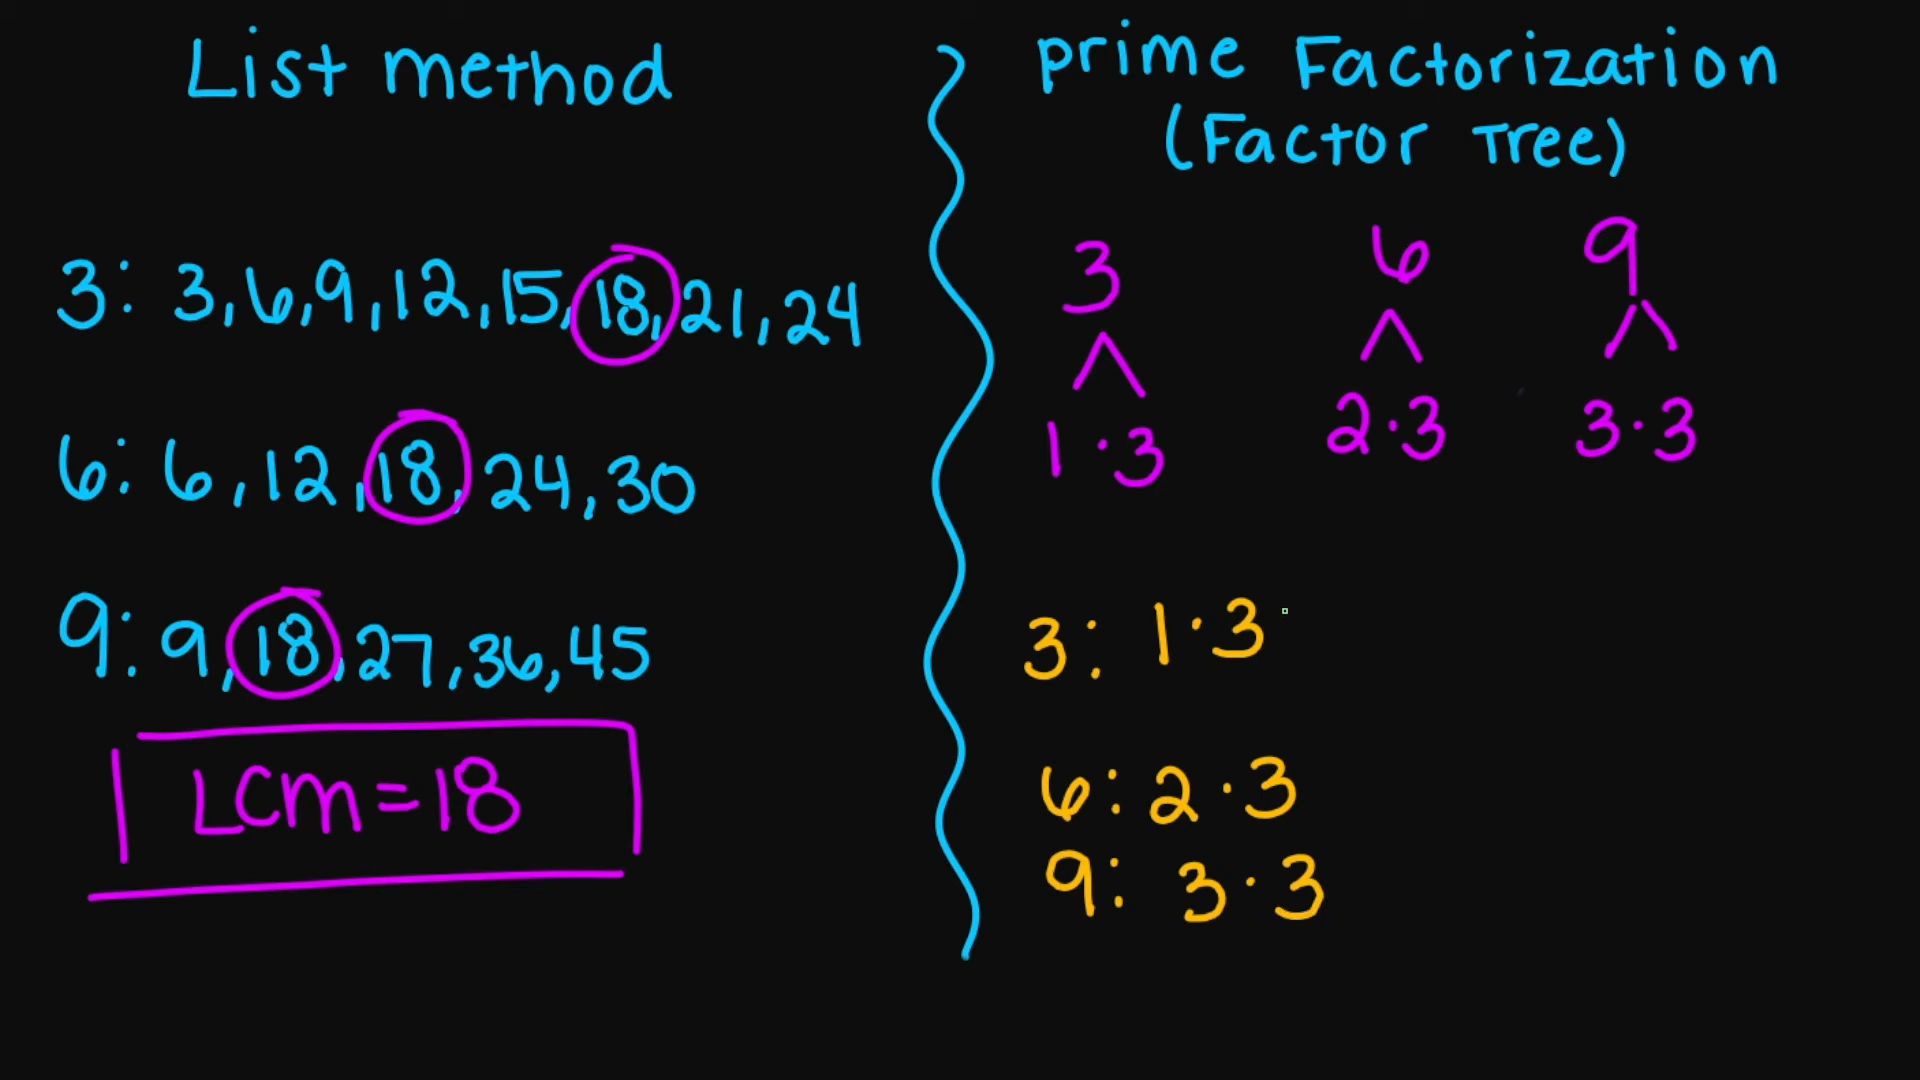 List method
3: 3,6,9,12,15,18,21,24
6: 6,12,18,24,30
9: 9,18,27,36,45
LCM=18
prime Factorization
(Factor Tree)
3 6 9
1·3 2·3 3·3
3: 1·3
6: 2·3
9: 3·3